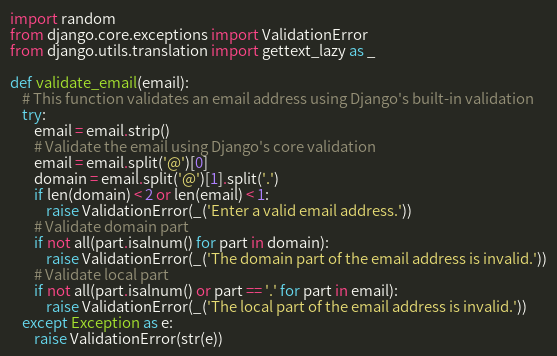 import random
from django.core.exceptions import ValidationError
from django.utils.translation import gettext_lazy as _

def validate_email(email):
    # This function validates an email address using Django's built-in validation
    try:
        email = email.strip()
        # Validate the email using Django's core validation
        email = email.split('@')[0]
        domain = email.split('@')[1].split('.')
        if len(domain) < 2 or len(email) < 1:
            raise ValidationError(_('Enter a valid email address.'))
        # Validate domain part
        if not all(part.isalnum() for part in domain):
            raise ValidationError(_('The domain part of the email address is invalid.'))
        # Validate local part
        if not all(part.isalnum() or part == '.' for part in email):
            raise ValidationError(_('The local part of the email address is invalid.'))
    except Exception as e:
        raise ValidationError(str(e))